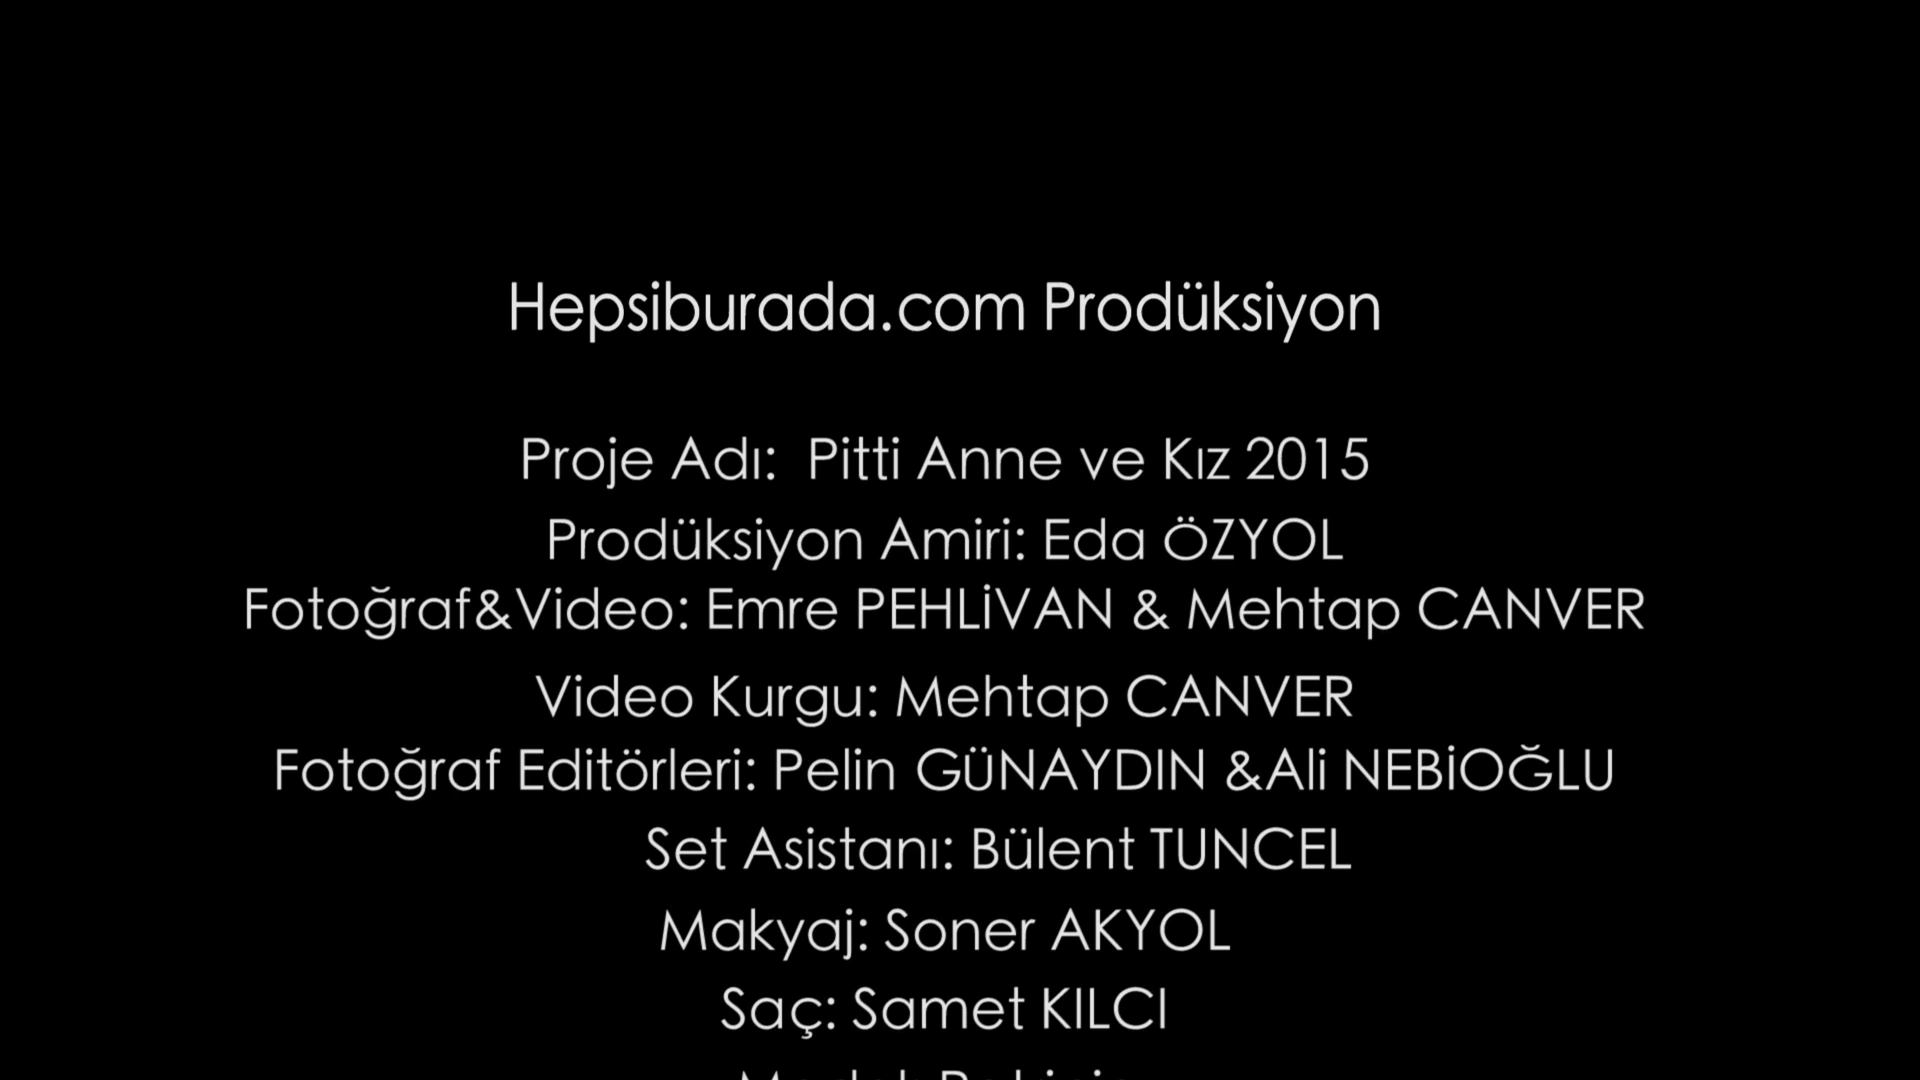 Hepsiburada.com Prodüksiyon
Proje Adı: Pitti Anne ve Kız 2015
Prodüksiyon Amiri: Eda ÖZYOL
Fotoğraf&Video: Emre PEHLİVAN & Mehtap CANVER
Video Kurgu: Mehtap CANVER
Fotoğraf Editörleri: Pelin GÜNAYDIN &Ali NEBİOĞLU
Set Asistanı: Bülent TUNCEL
Makyaj: Soner AKYOL
Saç: Samet KILCI